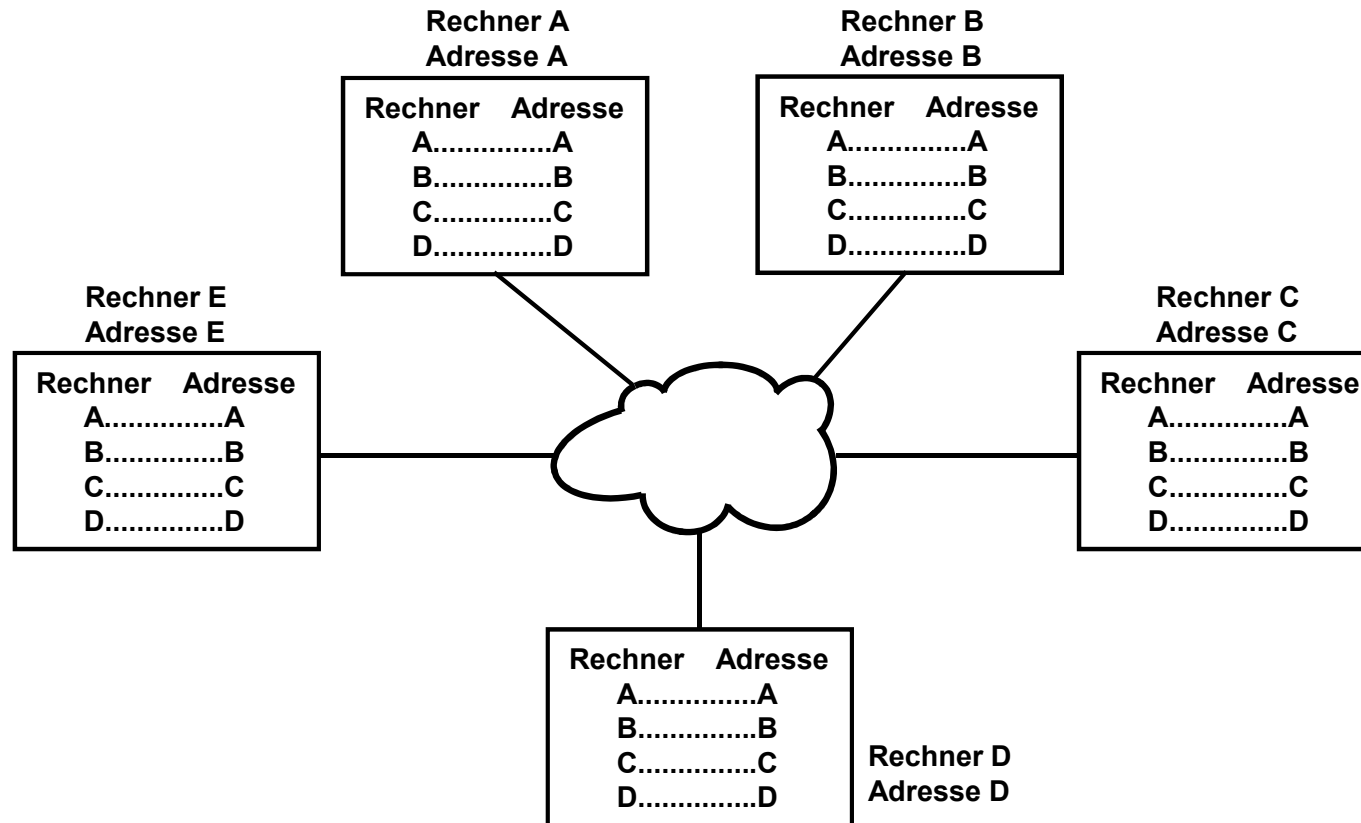 Rechner A
Adresse A
Rechner Adresse
A...............A
B...............B
C...............C
D...............D
Rechner B
Adresse B
Rechner Adresse
A...............A
B...............B
C...............C
D...............D
Rechner E
Adresse E
Rechner Adresse
A...............A
B...............B
C...............C
D...............D
Rechner C
Adresse C
Rechner Adresse
A...............A
B...............B
C...............C
D...............D
Rechner Adresse
A...............A
B...............B
C...............C
D...............D
Rechner D
Adresse D